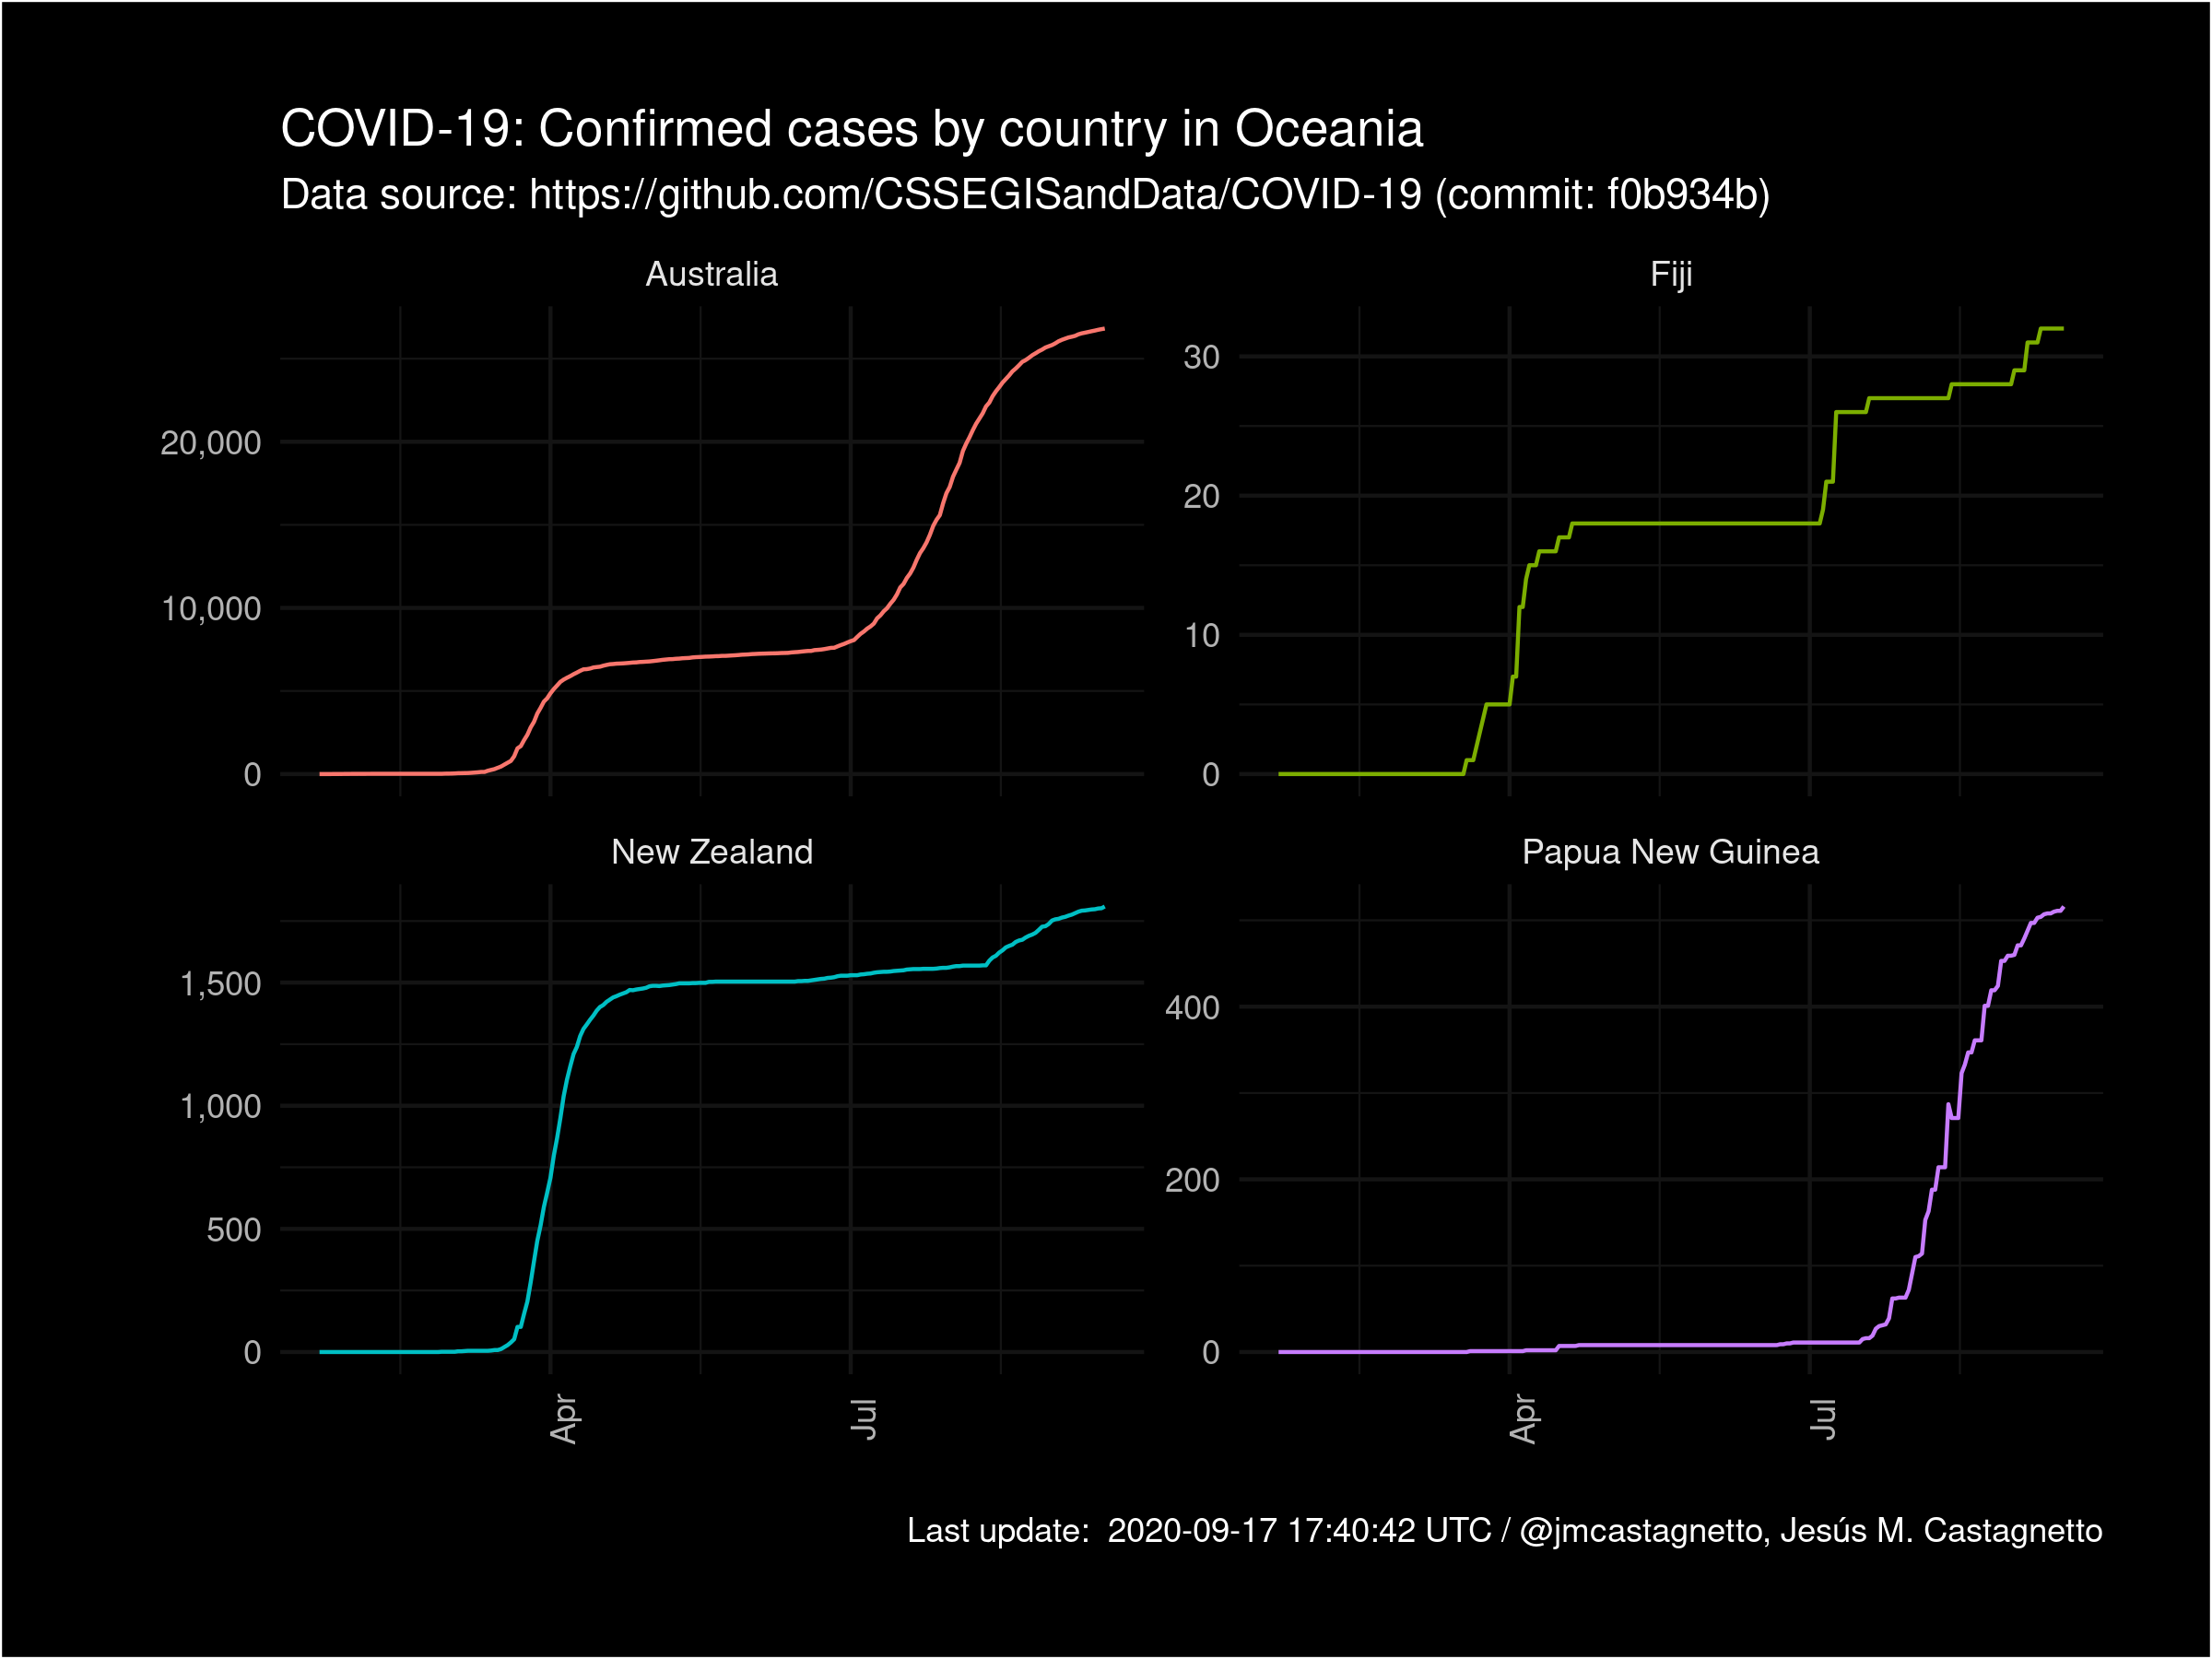 COVID-19: Confirmed cases by country in Oceania
Data source: https://github.com/CSSEGISandData/COVID-19 (commit: f0b934b)
Australia
Fiji
20,000
10,000
0
30
20
10
0
New Zealand
Papua New Guinea
1,500
1,000
500
0
400
200
0
Apr
Jul
Apr
Jul
Last update:  2020-09-17 17:40:42 UTC / @jmcastagnetto, Jesús M. Castagnetto